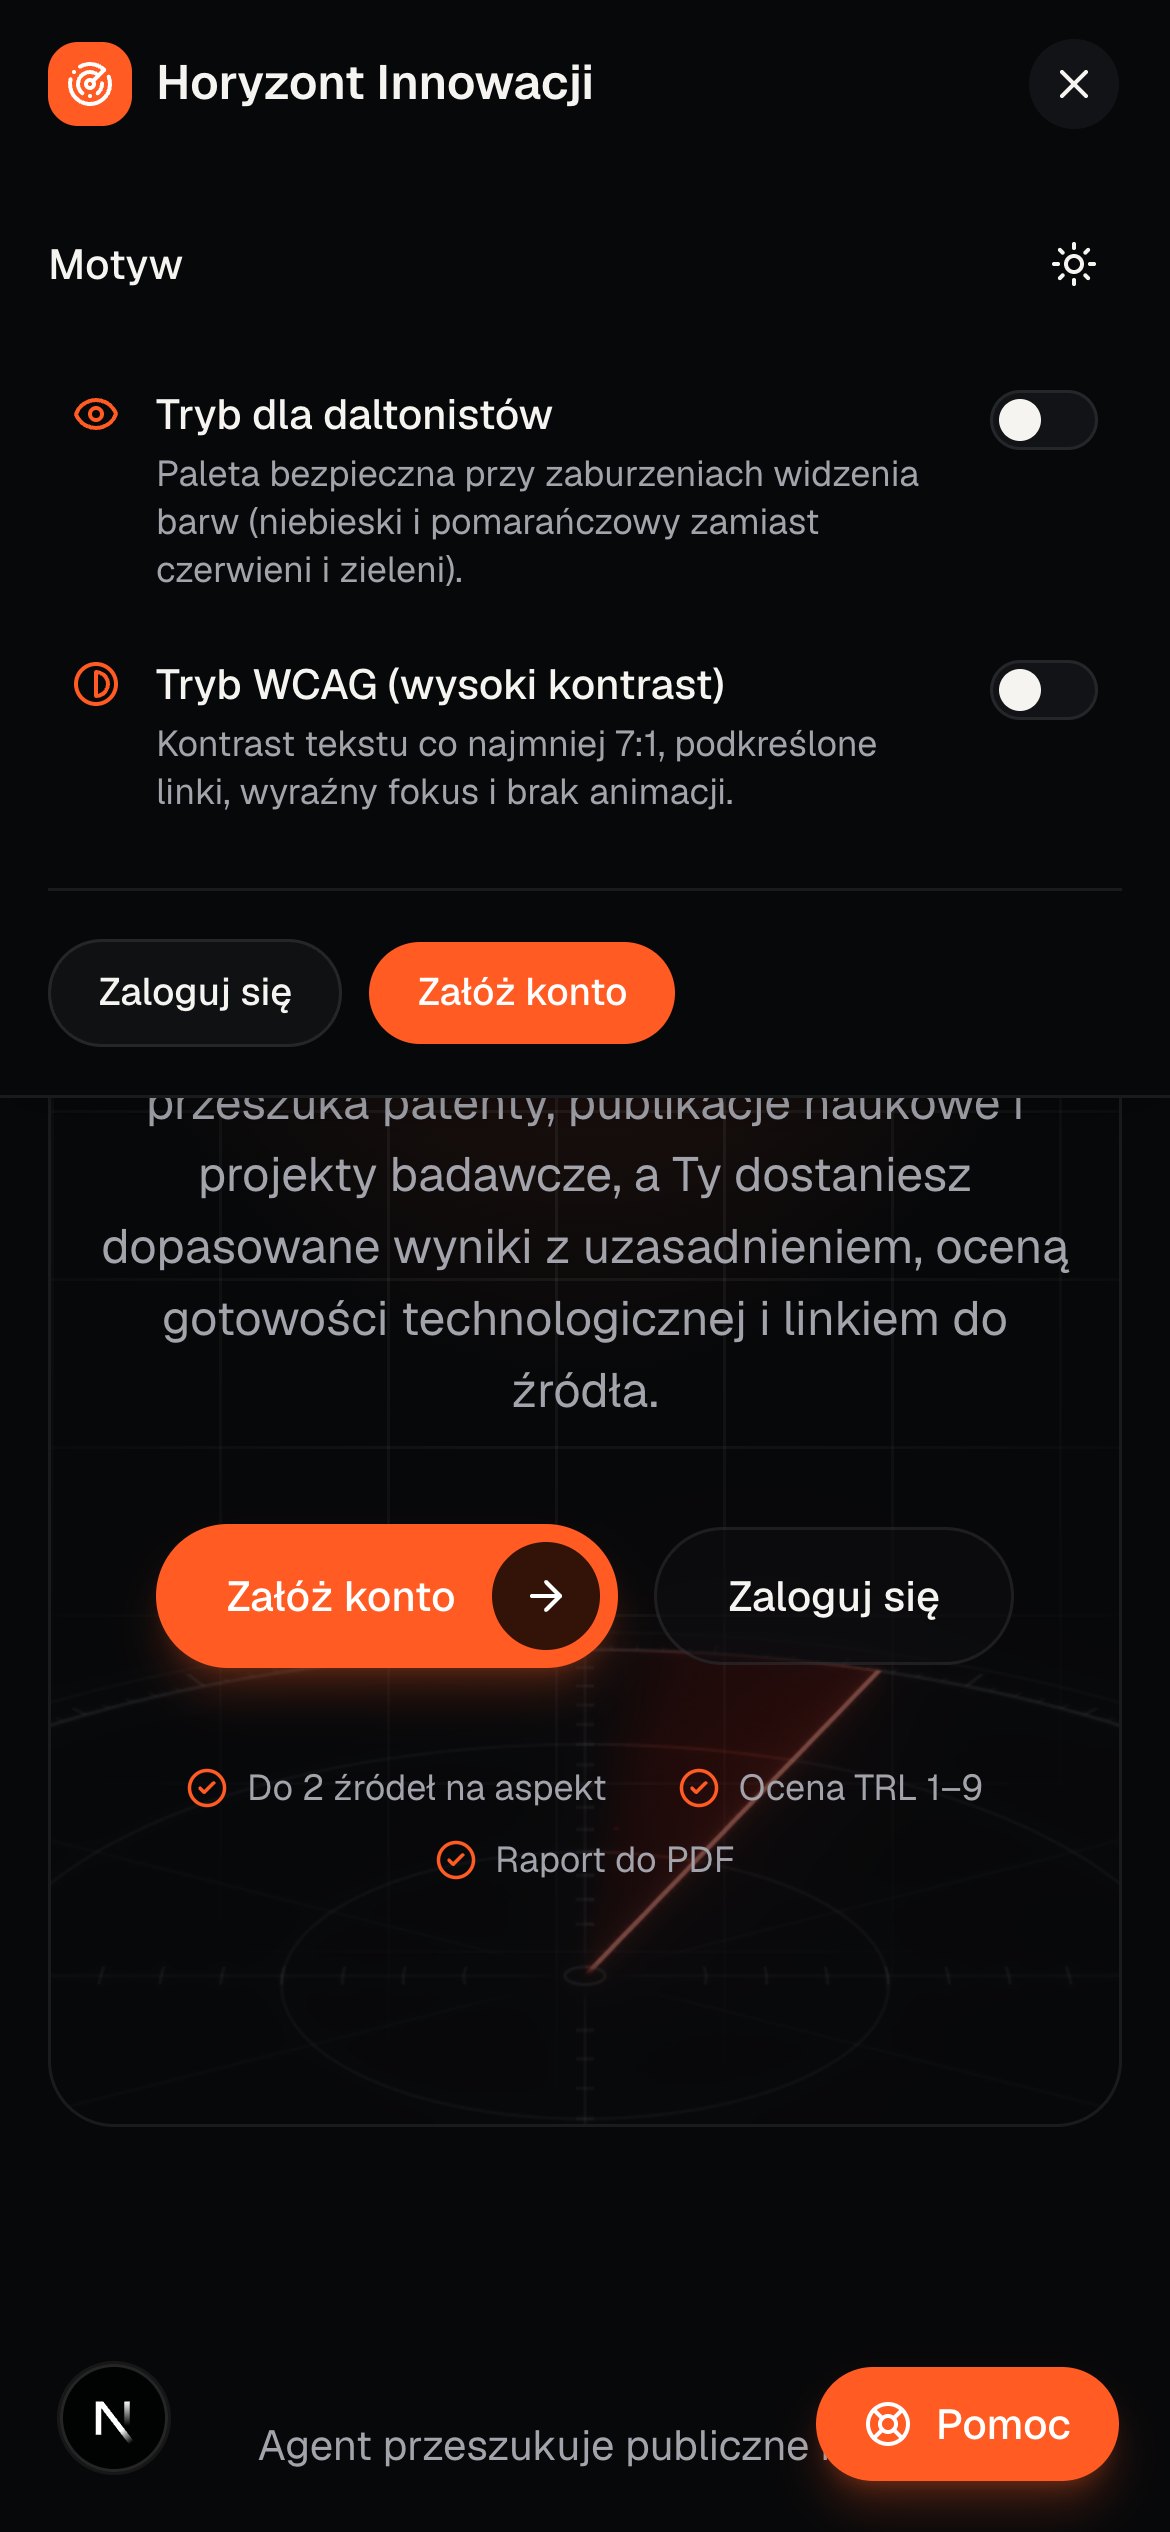 Horyzont Innowacji
Motyw
Tryb dla daltonistów
Paleta bezpieczna przy zaburzeniach widzenia
barw (niebieski i pomarańczowy zamiast
czerwieni i zieleni).
Tryb WCAG (wysoki kontrast)
Kontrast tekstu co najmniej 7:1, podkreślone
linki, wyraźny fokus i brak animacji.
Zaloguj się
Załóż konto
przeszuka patenty, publikacje naukowe i
projekty badawcze, a Ty dostaniesz
dopasowane wyniki z uzasadnieniem, oceną
gotowości technologicznej i linkiem do
źródła.
Załóż konto
Zaloguj się
Do 2 źródeł na aspekt
Ocena TRL 1–9
Raport do PDF
N
Agent przeszukuje publiczne
Pomoc